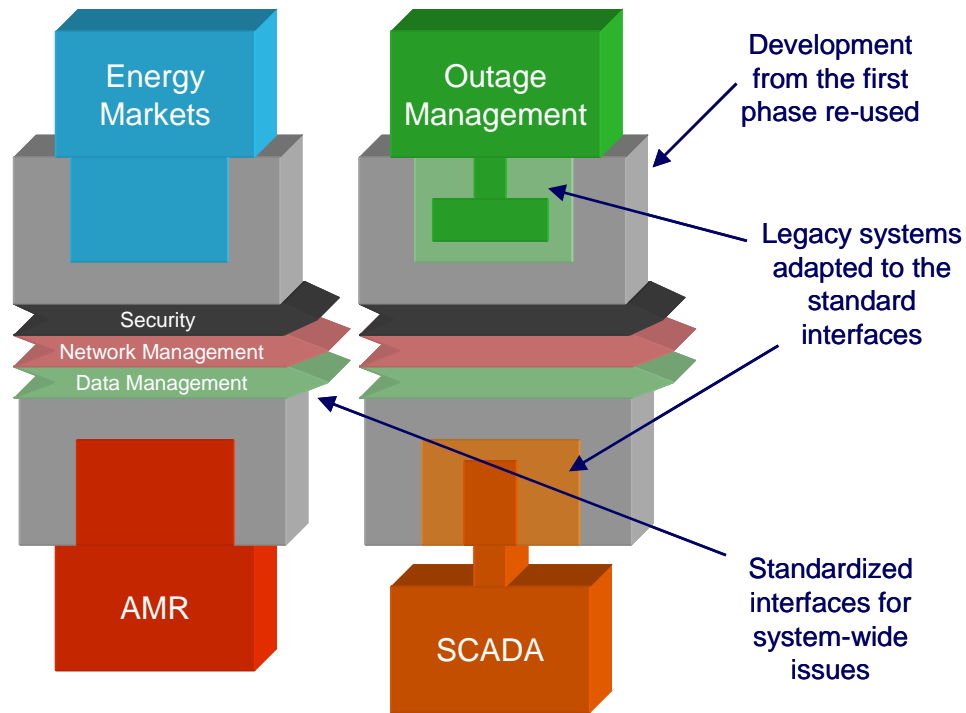 Energy
Markets
Outage
Management
Development
from the first
phase re-used
Legacy systems
adapted to the
standard
interfaces
Security
Network Management
Data Management
AMR
SCADA
Standardized
interfaces for
system-wide
issues